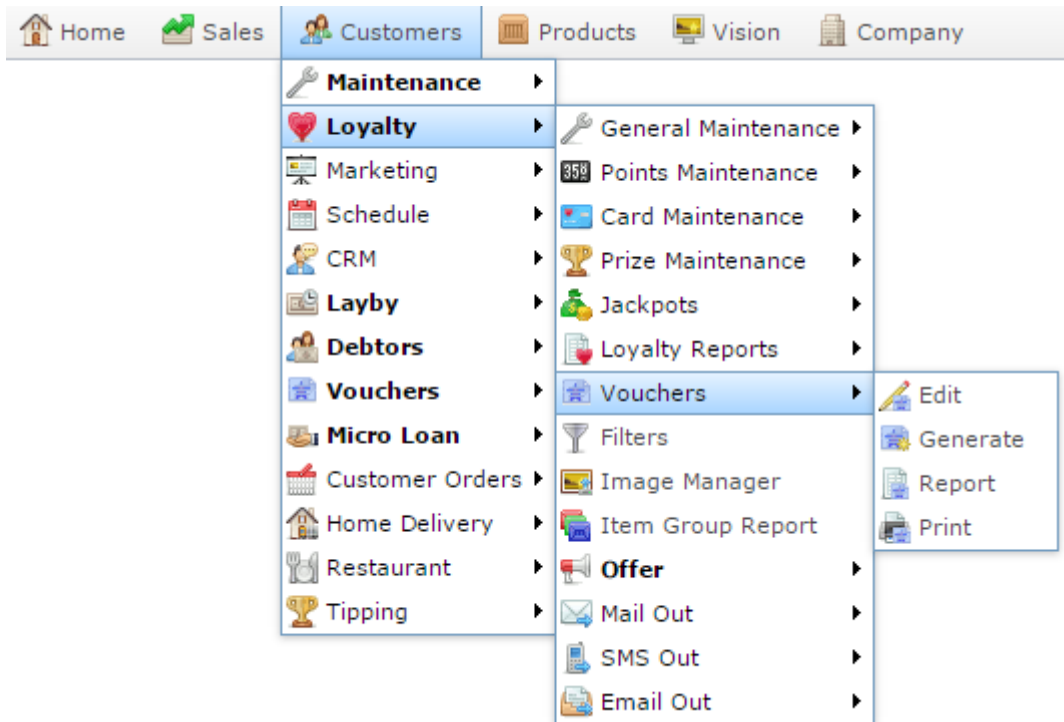 Home Sales Customers Products Vision Company
Maintenance
Loyalty
Marketing
Schedule
CRM
Layby
Debtors
Vouchers
Micro Loan
Customer Orders
Home Delivery
Restaurant
Tipping
General Maintenance
Points Maintenance
Card Maintenance
Prize Maintenance
Jackpots
Loyalty Reports
Vouchers
Filters
Image Manager
Item Group Report
Offer
Mail Out
SMS Out
Email Out
Edit
Generate
Report
Print